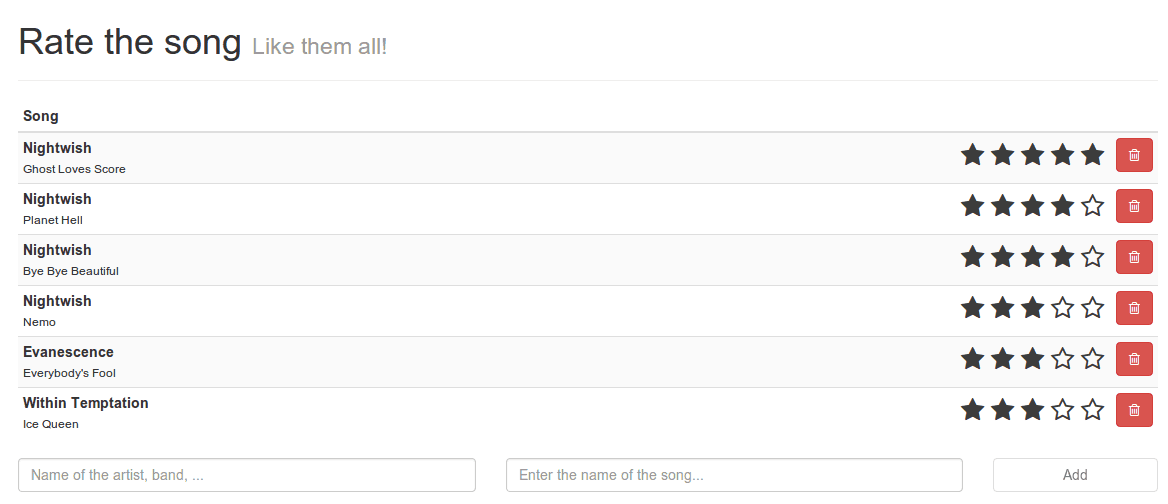 Rate the song Like them all!
Song
Nightwish
Ghost Loves Score
Nightwish
Planet Hell
Nightwish
Bye Bye Beautiful
Nightwish
Nemo
Evanescence
Everybody's Fool
Within Temptation
Ice Queen
Name of the artist, band, ... Enter the name of the song... Add